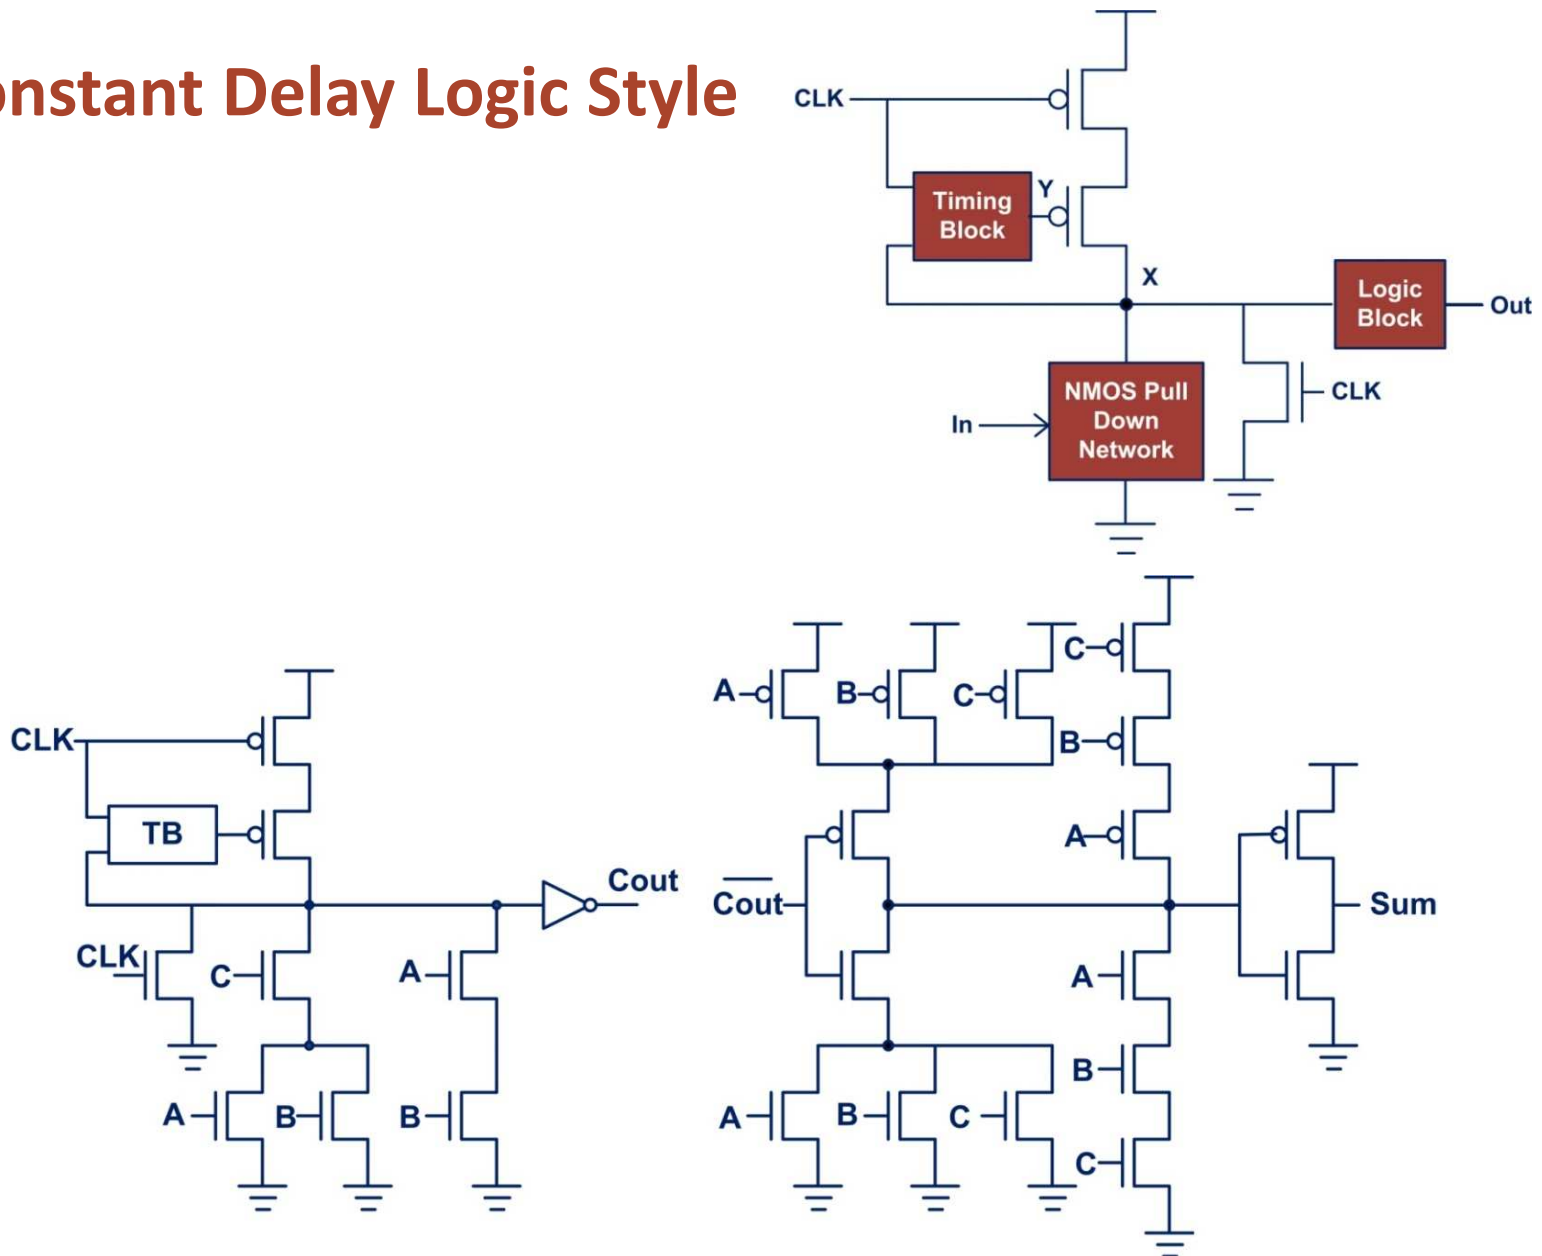 onstant Delay Logic Style
CLK
Timing
Block
Y
X
Logic
Block
Out
NMOS Pull
Down
Network
In
CLK
CLK
TB
Cout
CLK
C
A
A
B
B
A
B
C
C
B
A
Cout
Sum
A
B
C
A
B
C